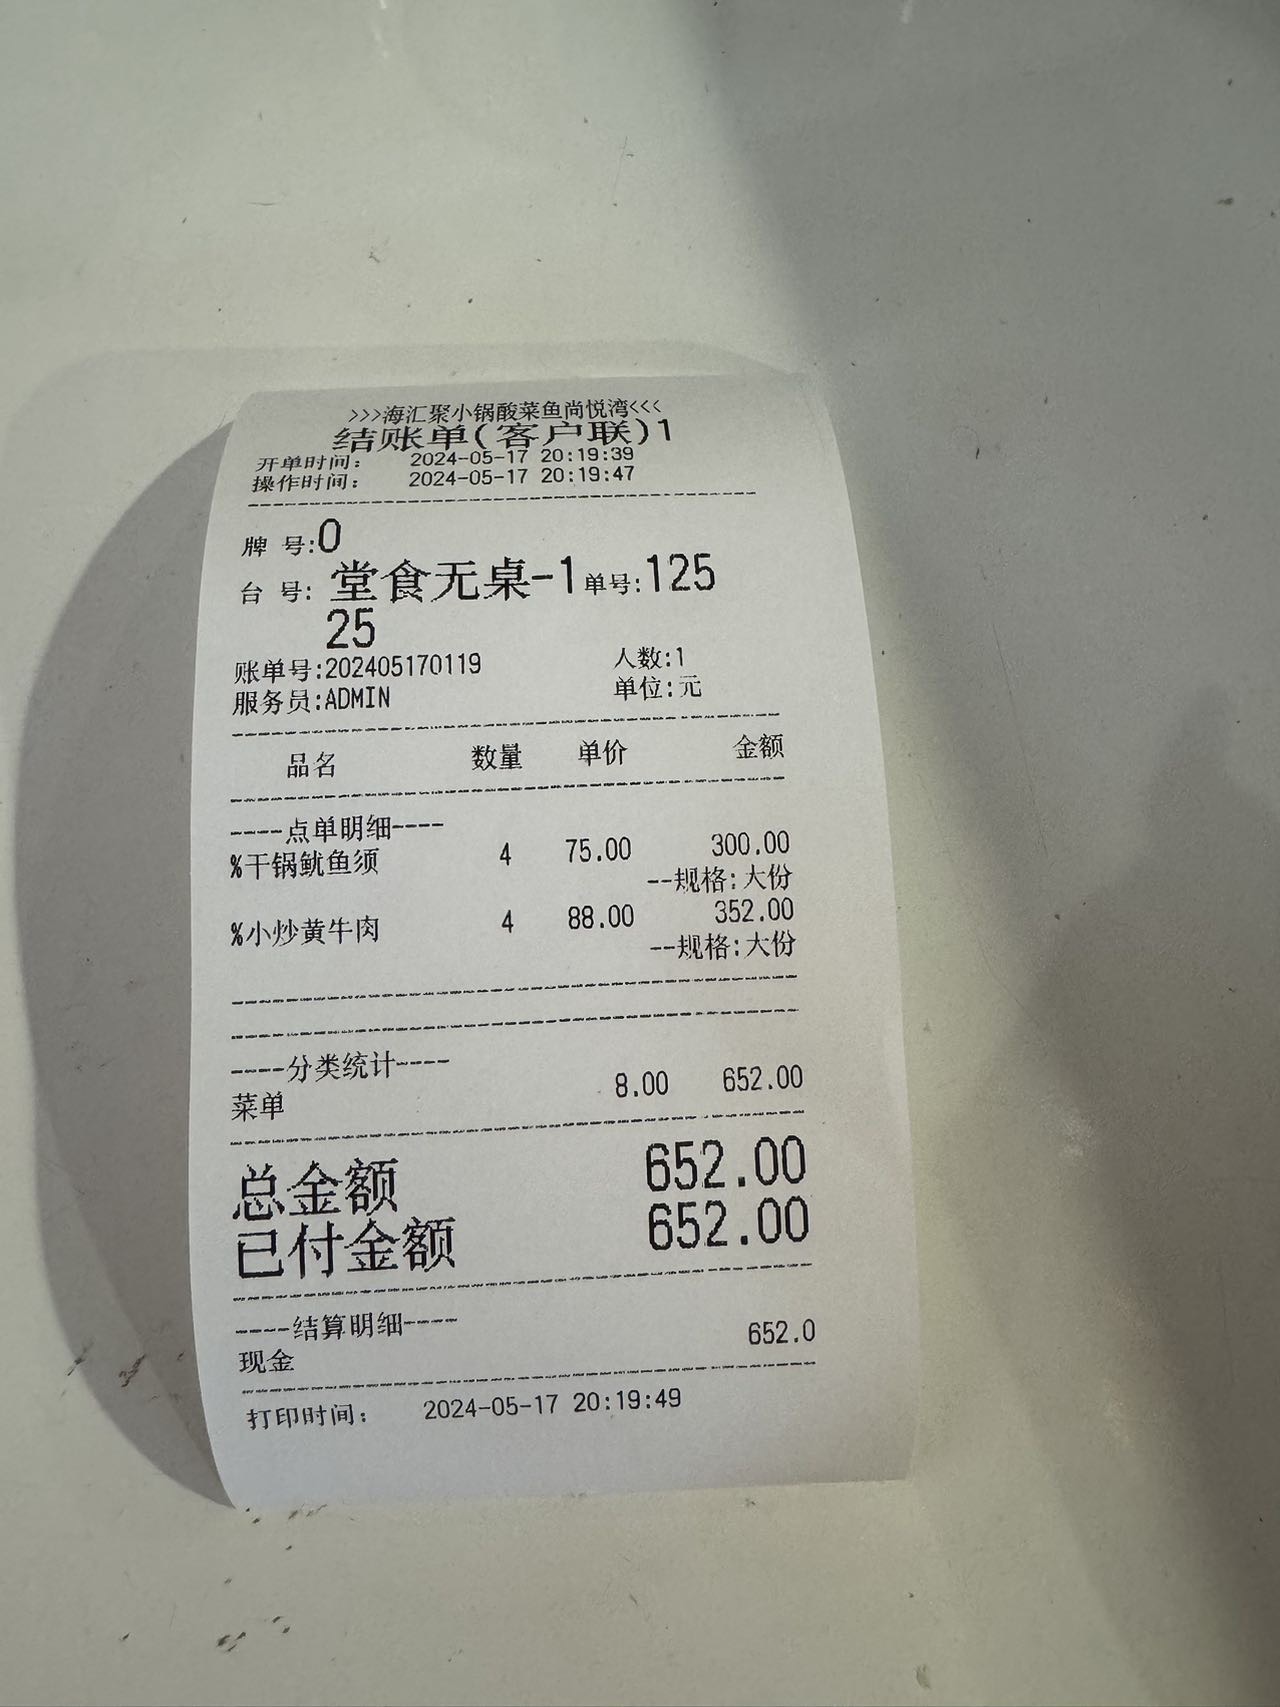 >>>海汇聚小锅酸菜鱼尚悦湾<<<
结账单(客户联)1
开单时间: 2024-05-17 20:19:39
操作时间: 2024-05-17 20:19:47
牌 号:0
台 号: 堂食无桌-1 单号:125
25
账单号:202405170119 人数:1
服务员:ADMIN 单位:元
品名 数量 单价 金额
----点单明细----
%干锅鱿鱼须 4 75.00 300.00
--规格:大份
%小炒黄牛肉 4 88.00 352.00
--规格:大份
----分类统计----
菜单 8.00 652.00
总金额 652.00
已付金额 652.00
----结算明细----
现金 652.0
打印时间: 2024-05-17 20:19:49